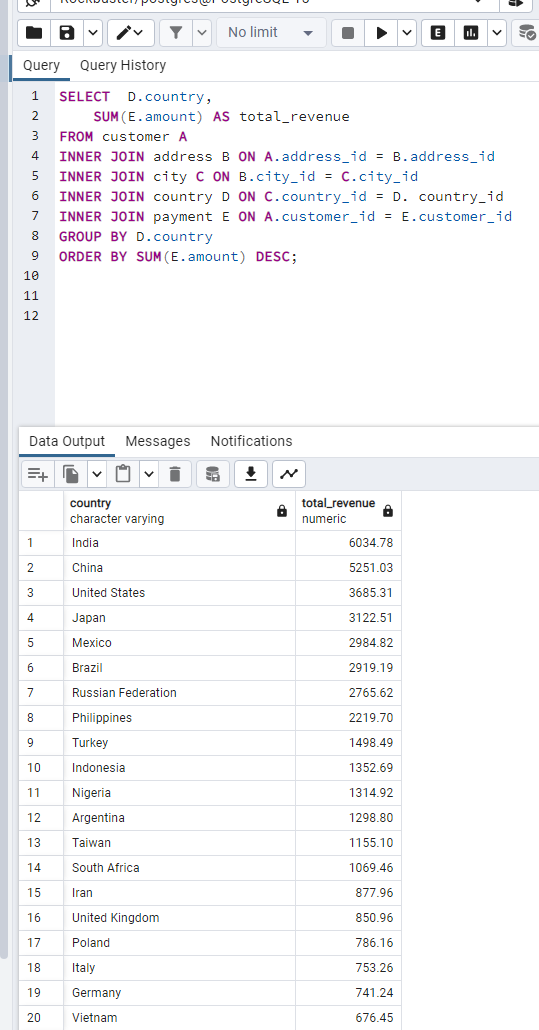 No limit
Query Query History
1 SELECT D.country,
2 SUM(E.amount) AS total_revenue
3 FROM customer A
4 INNER JOIN address B ON A.address_id = B.address_id
5 INNER JOIN city C ON B.city_id = C.city_id
6 INNER JOIN country D ON C.country_id = D. country_id
7 INNER JOIN payment E ON A.customer_id = E.customer_id
8 GROUP BY D.country
9 ORDER BY SUM(E.amount) DESC;
10
11
12
Data Output Messages Notifications
country total_revenue
character varying numeric
1 India 6034.78
2 China 5251.03
3 United States 3685.31
4 Japan 3122.51
5 Mexico 2984.82
6 Brazil 2919.19
7 Russian Federation 2765.62
8 Philippines 2219.70
9 Turkey 1498.49
10 Indonesia 1352.69
11 Nigeria 1314.92
12 Argentina 1298.80
13 Taiwan 1155.10
14 South Africa 1069.46
15 Iran 877.96
16 United Kingdom 850.96
17 Poland 786.16
18 Italy 753.26
19 Germany 741.24
20 Vietnam 676.45